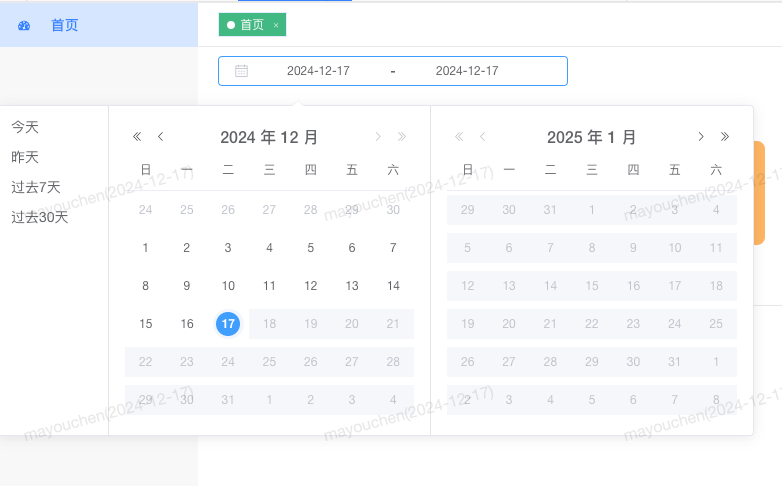 首页
首页 ×
2024-12-17 - 2024-12-17
今天
昨天
过去7天
过去30天
2024 年 12 月
日 一 二 三 四 五 六
24 25 26 27 28 29 30
1 2 3 4 5 6 7
8 9 10 11 12 13 14
15 16 17 18 19 20 21
22 23 24 25 26 27 28
29 30 31 1 2 3 4
2025 年 1 月
日 一 二 三 四 五 六
29 30 31 1 2 3 4
5 6 7 8 9 10 11
12 13 14 15 16 17 18
19 20 21 22 23 24 25
26 27 28 29 30 31 1
2 3 4 5 6 7 8
mayouchen(2024-12-17)
mayouchen(2024-12-17)
mayouchen(2024-12-17)
mayouchen(2024-12-17)
mayouchen(2024-12-17)
mayouchen(2024-12-17)